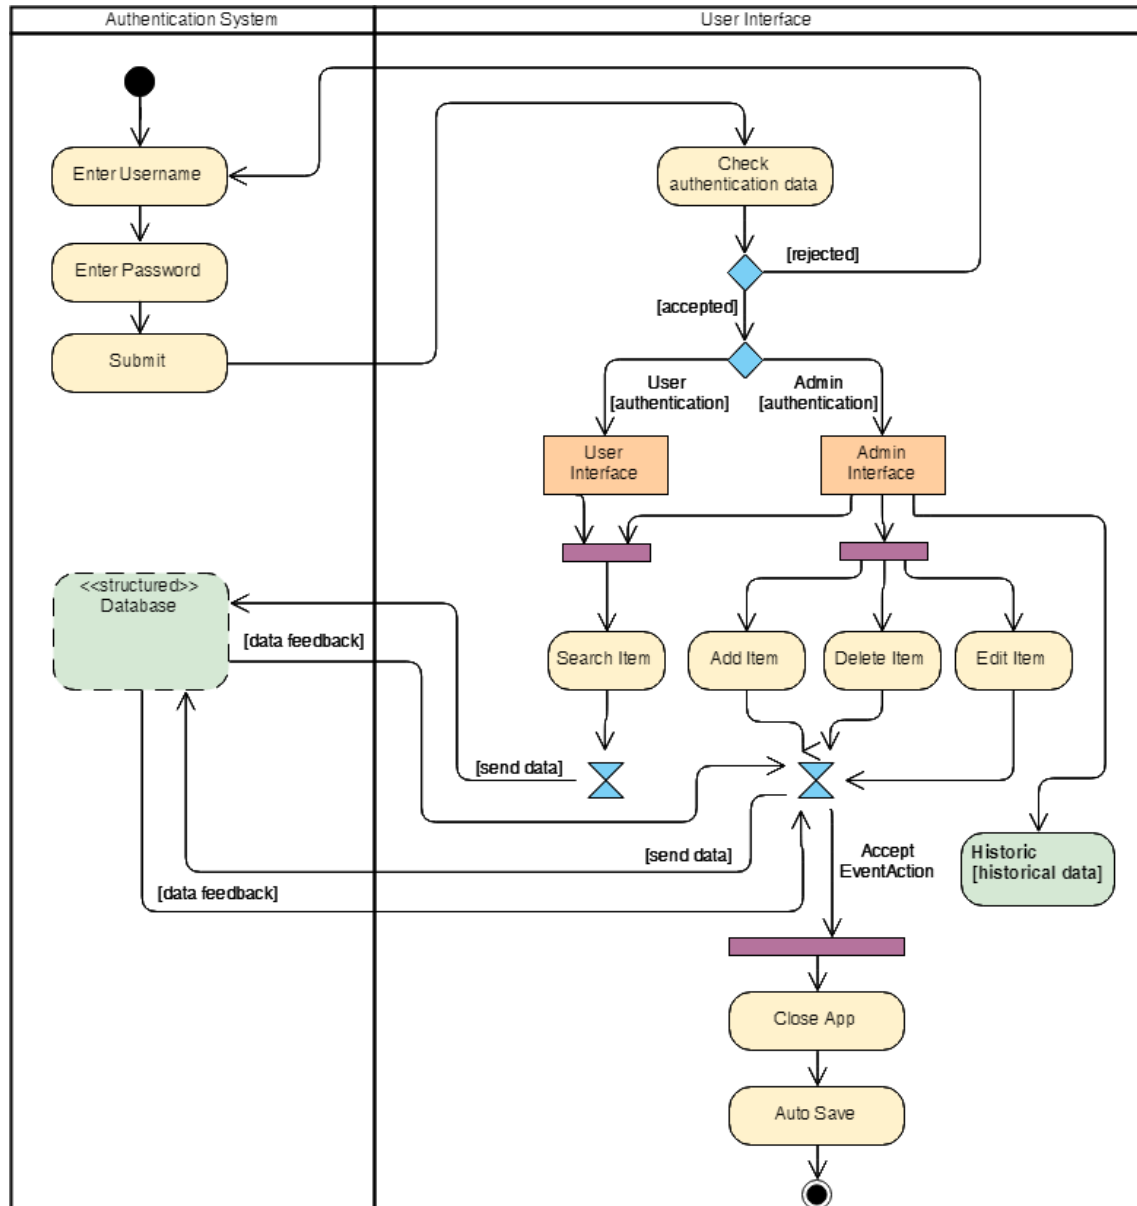 Authentication System
User Interface
Enter Username
Check
authentication data
[rejected]
Enter Password
[accepted]
Submit
User
[authentication]
Admin
[authentication]
User
Interface
Admin
Interface
<<structured>>
Database
[data feedback]
Search Item
Add Item
Delete Item
Edit Item
[send data]
[send data]
Accept
EventAction
Historic
[historical data]
[data feedback]
Close App
Auto Save